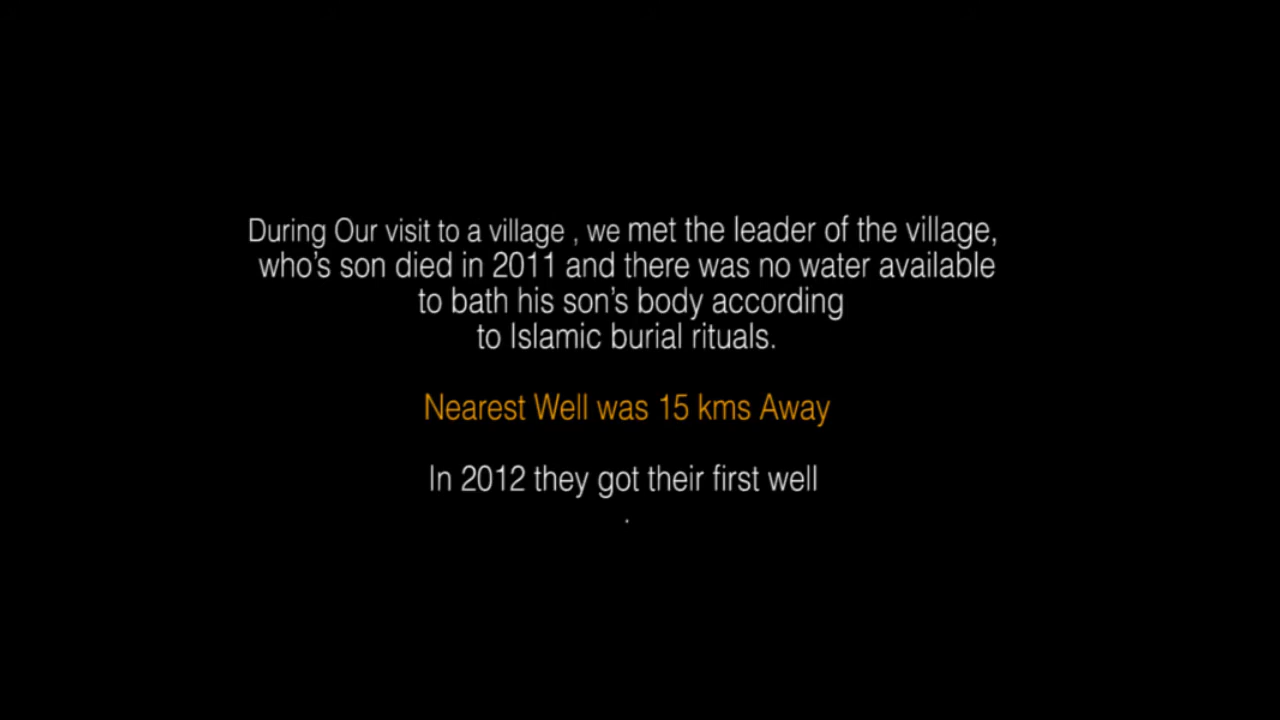 During Our visit to a village , we met the leader of the village,
who's son died in 2011 and there was no water available
to bath his son's body according
to Islamic burial rituals.
Nearest Well was 15 kms Away
In 2012 they got their first well
.